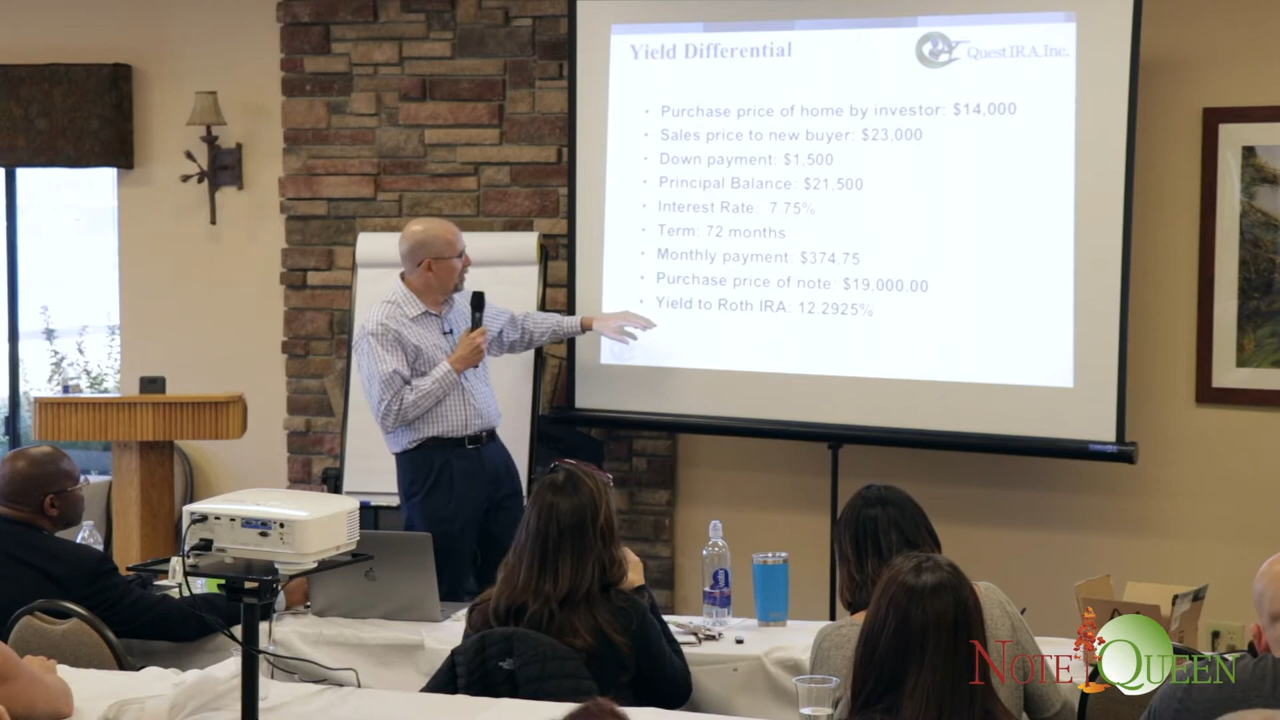 Yield Differential
Quest IRA, Inc.
• Purchase price of home by investor: $14,000
• Sales price to new buyer: $23,000
• Down payment: $1,500
• Principal Balance: $21,500
• Interest Rate: 7.75%
• Term: 72 months
• Monthly payment: $374.75
• Purchase price of note: $19,000.00
• Yield to Roth IRA: 12.2925%
NOTE QUEEN